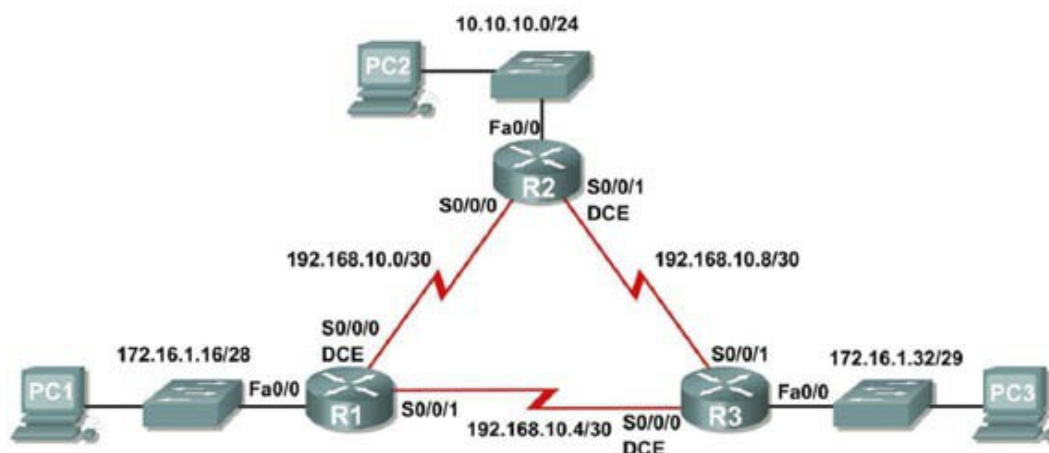 10.10.10.0/24
PC2
Fa0/0
R2
S0/0/0
S0/0/1
DCE
192.168.10.0/30
192.168.10.8/30
S0/0/0
DCE
172.16.1.16/28
PC1
Fa0/0
R1
S0/0/1
192.168.10.4/30
S0/0/0
DCE
S0/0/1
R3
Fa0/0
172.16.1.32/29
PC3